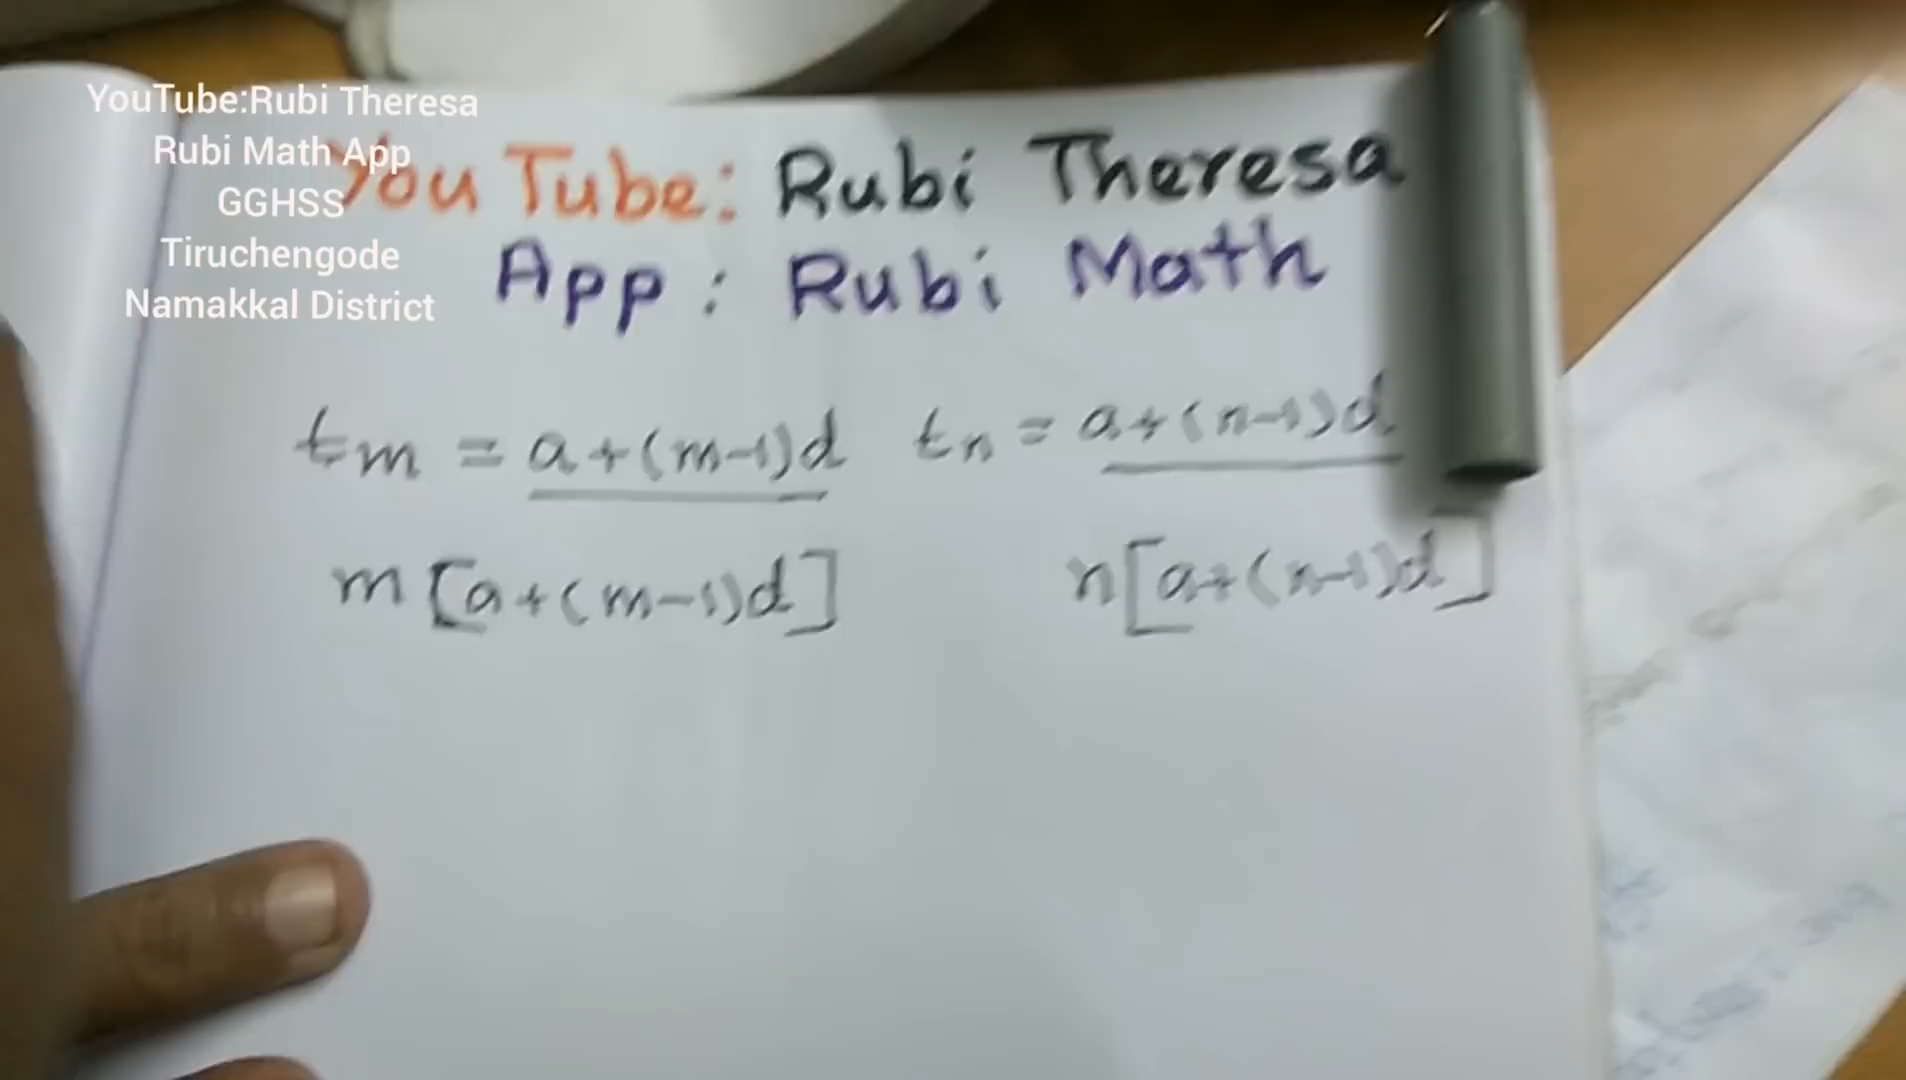 YouTube:Rubi Theresa
Rubi Math App
GGHSS
Tiruchengode
Namakkal District
You Tube: Rubi Theresa
App : Rubi Math
tm = a+(m-1)d tn = a+(n-1)d
m[a+(m-1)d] n[a+(n-1)d]